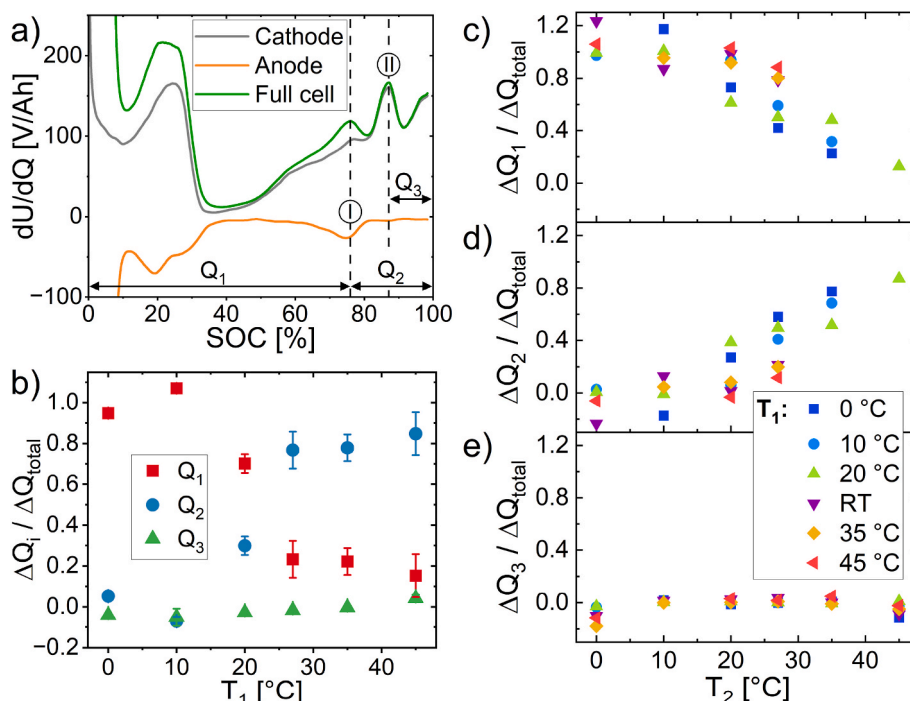 a)
dU/dQ [V/Ah]
200
100
0
−100
Cathode
Anode
Full cell
I
II
Q1
Q2
Q3
0 20 40 60 80 100
SOC [%]
b)
ΔQi / ΔQtotal
1.0
0.8
0.6
0.4
0.2
0.0
−0.2
Q1
Q2
Q3
0 10 20 30 40
T1 [°C]
c)
ΔQ1 / ΔQtotal
1.2
0.8
0.4
0.0
d)
ΔQ2 / ΔQtotal
1.2
0.8
0.4
0.0
e)
ΔQ3 / ΔQtotal
1.2
0.8
0.4
0.0
T1:
0 °C
10 °C
20 °C
RT
35 °C
45 °C
0 10 20 30 40
T2 [°C]